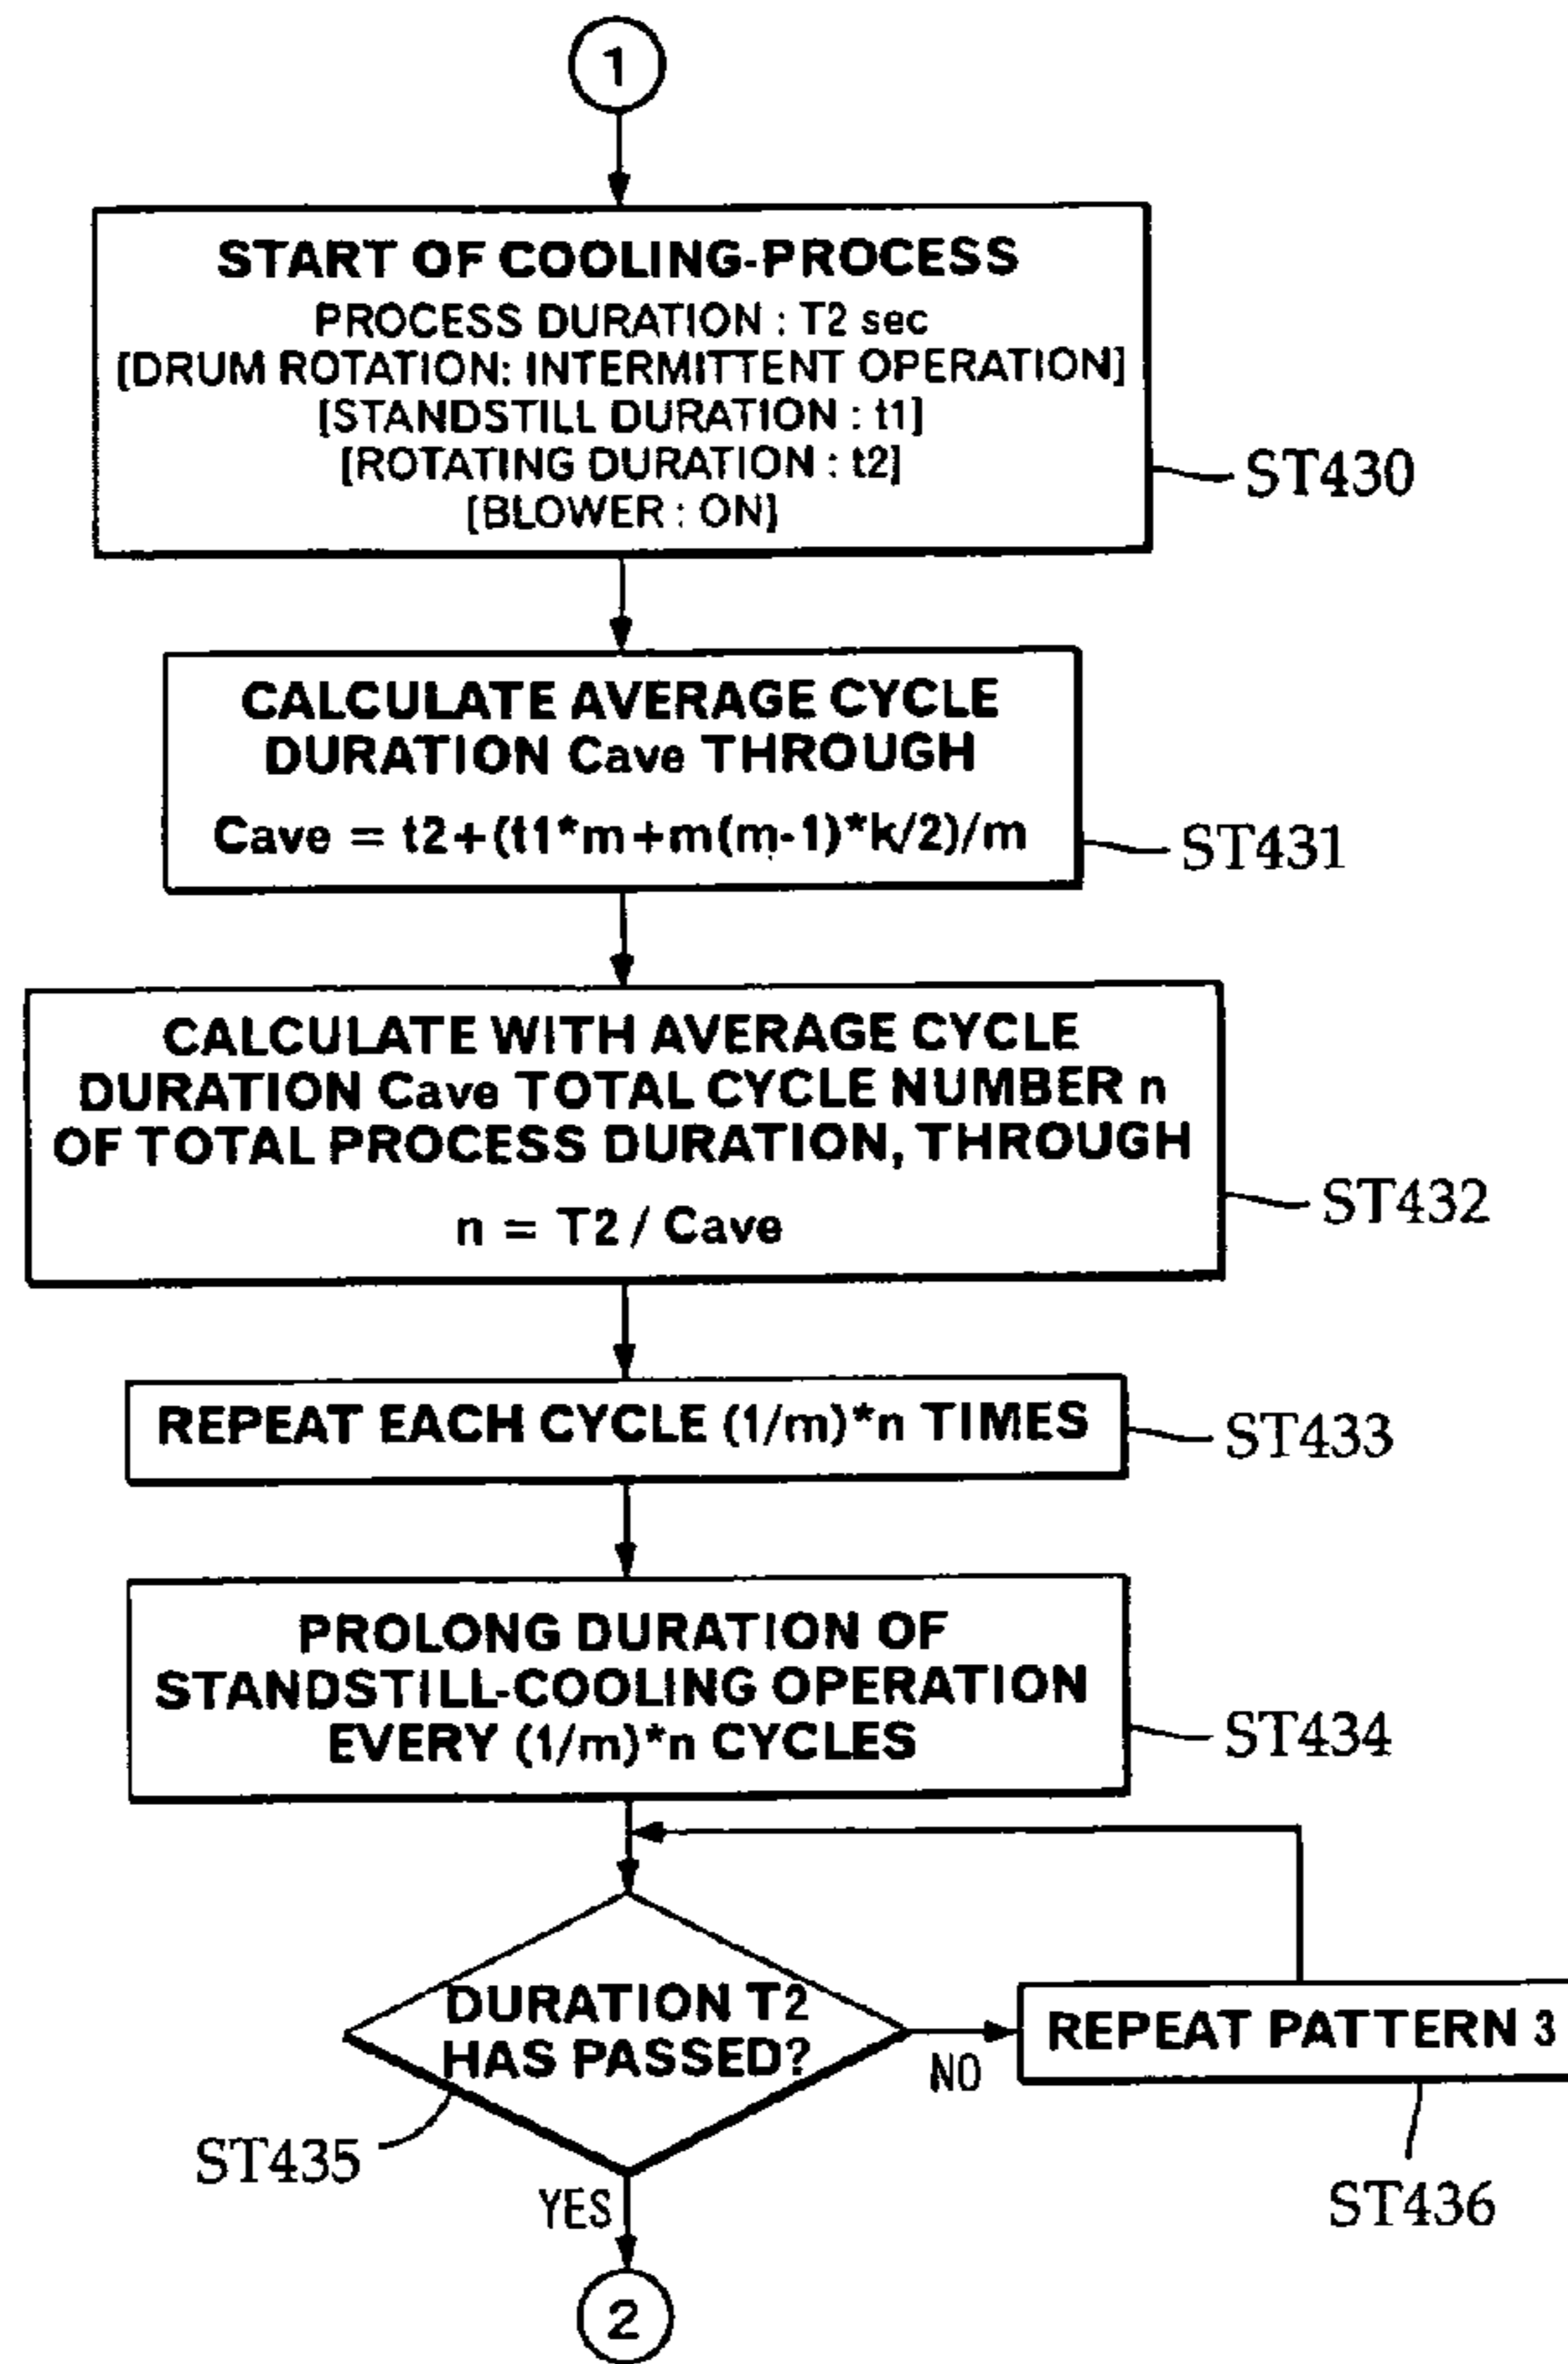 1
START OF COOLING-PROCESS
PROCESS DURATION : T2 sec
[DRUM ROTATION: INTERMITTENT OPERATION]
[STANDSTILL DURATION : t1]
[ROTATING DURATION : t2]
[BLOWER : ON]
ST430
CALCULATE AVERAGE CYCLE
DURATION Cave THROUGH
Cave = t2+(t1*m+m(m-1)*k/2)/m
ST431
CALCULATE WITH AVERAGE CYCLE
DURATION Cave TOTAL CYCLE NUMBER n
OF TOTAL PROCESS DURATION, THROUGH
n = T2 / Cave
ST432
REPEAT EACH CYCLE (1/m)*n TIMES
ST433
PROLONG DURATION OF
STANDSTILL-COOLING OPERATION
EVERY (1/m)*n CYCLES
ST434
DURATION T2
HAS PASSED?
NO
REPEAT PATTERN 3
ST435
ST436
YES
2